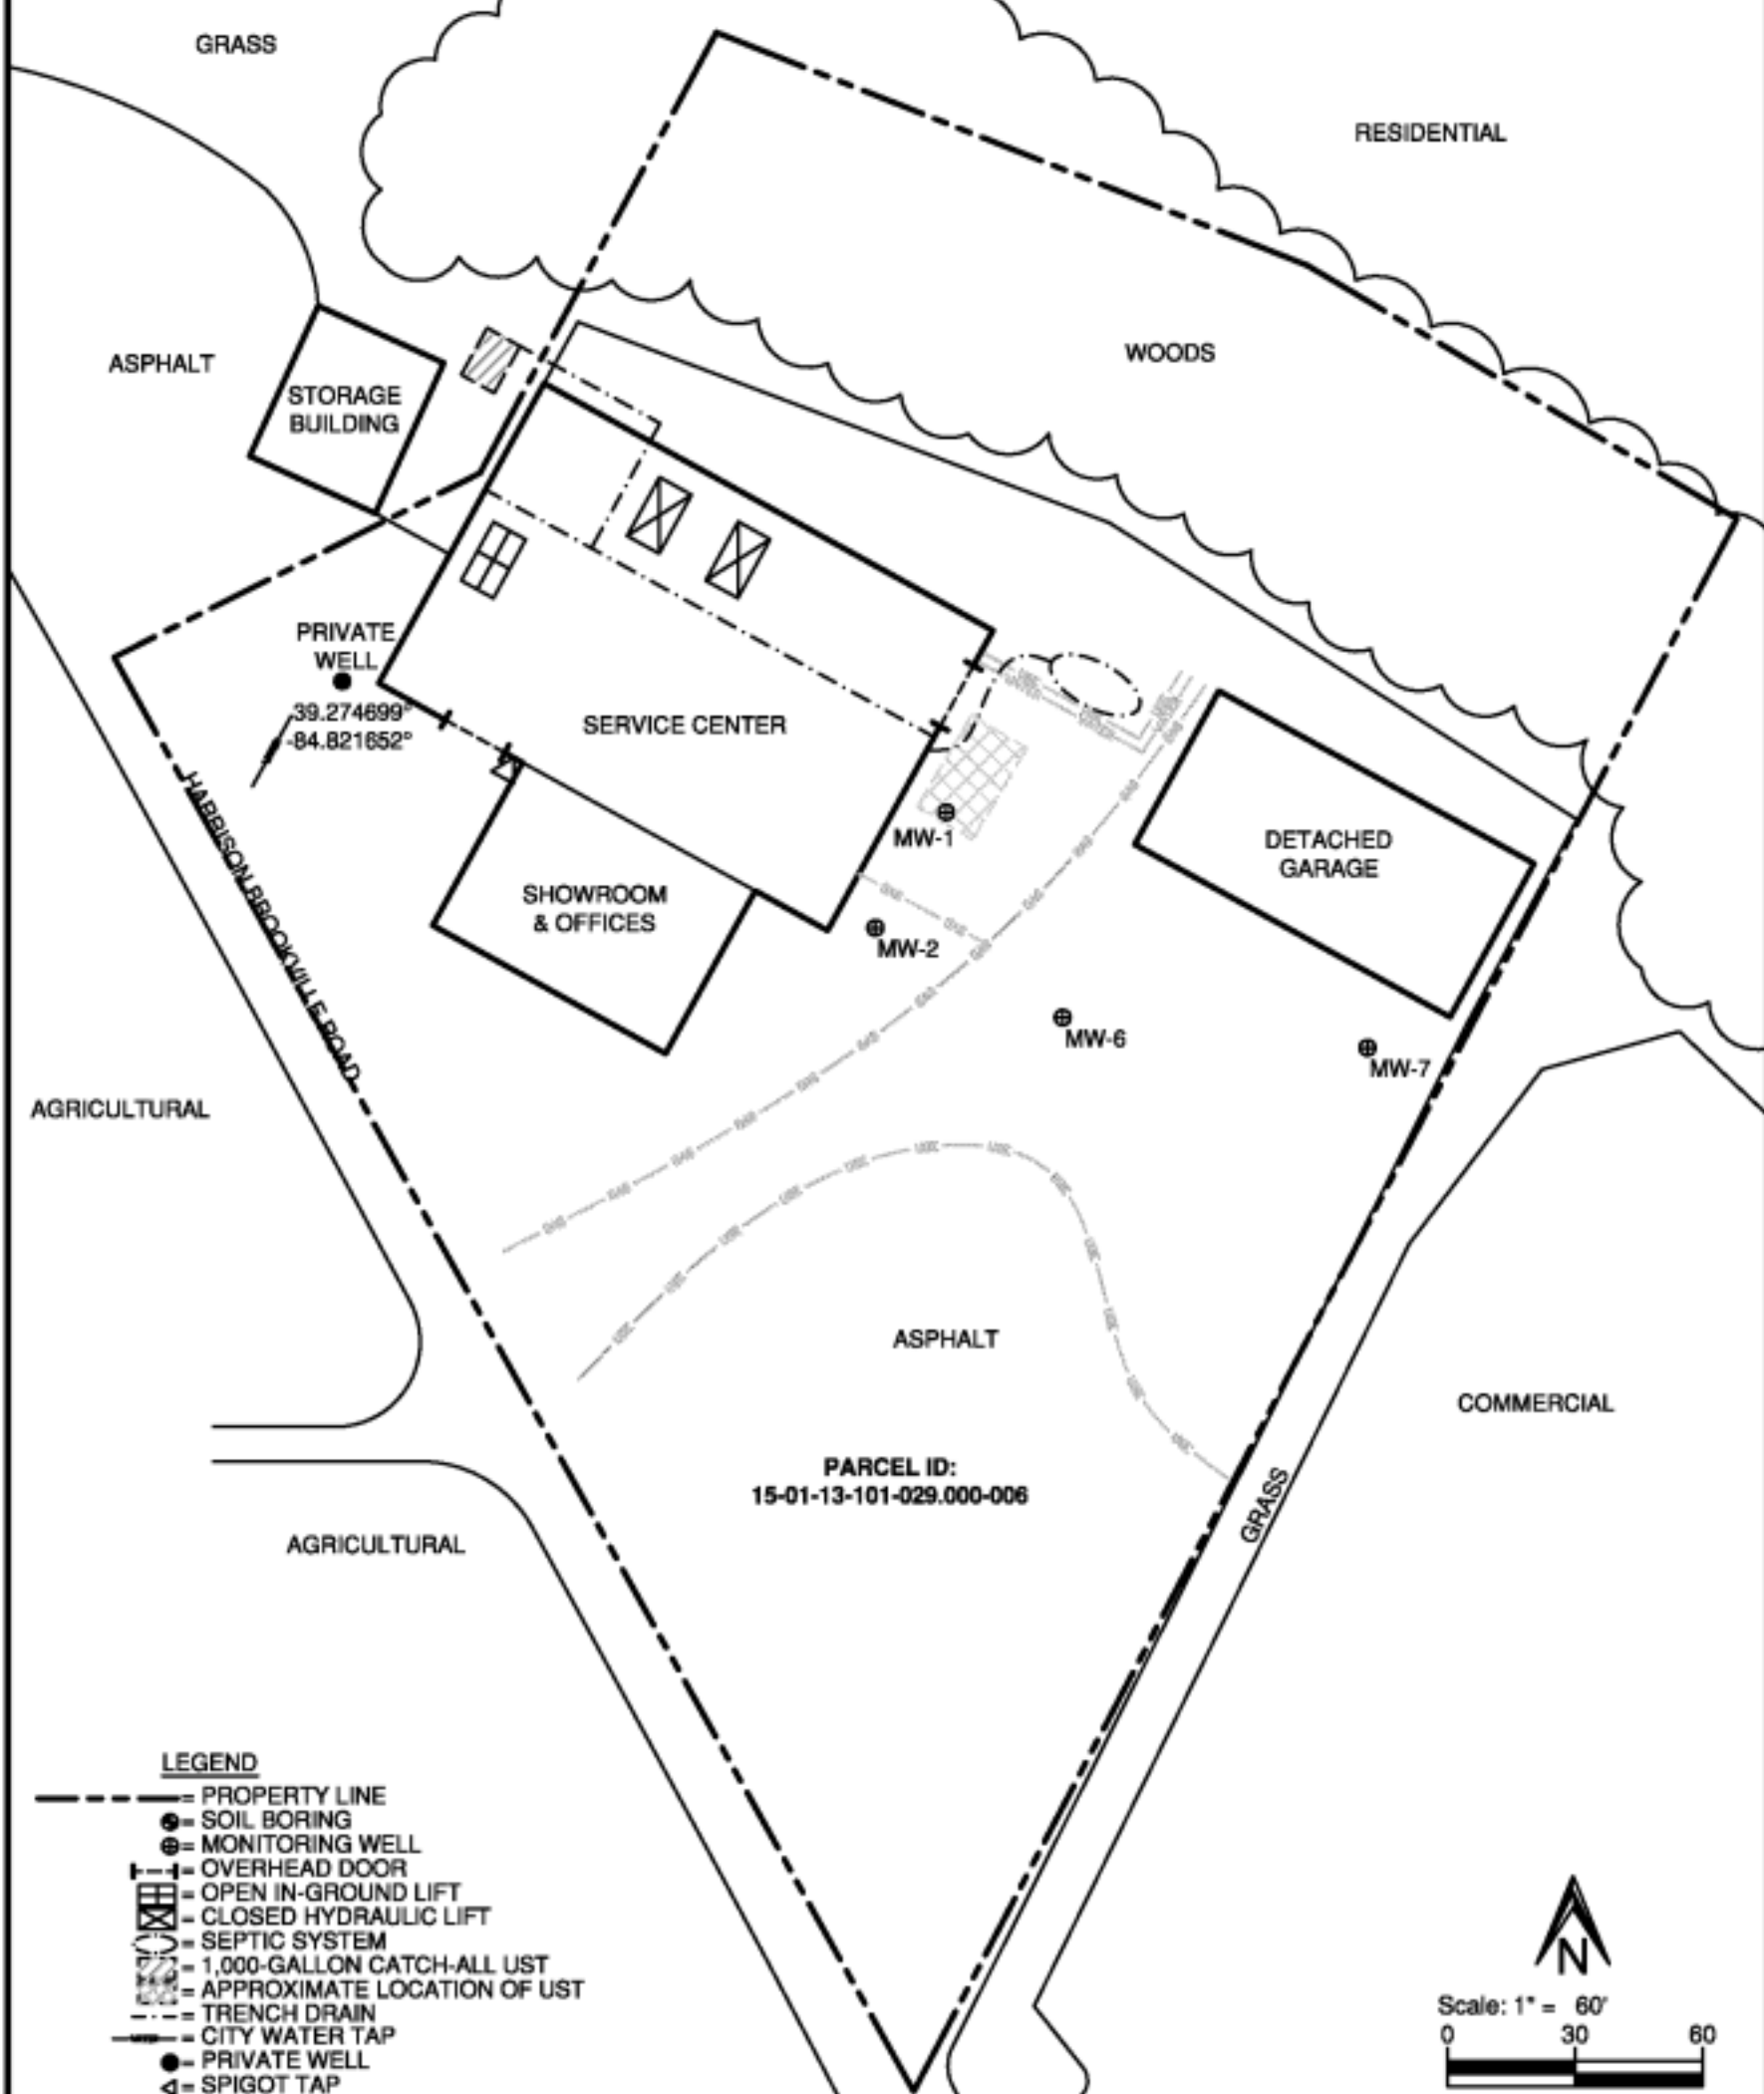 GRASS
RESIDENTIAL
WOODS
ASPHALT
STORAGE
BUILDING
PRIVATE
WELL
39.274699°
-84.821652°
SERVICE CENTER
MW-1
DETACHED
GARAGE
SHOWROOM
& OFFICES
MW-2
HARRISON BROOKVILLE ROAD
MW-6
MW-7
AGRICULTURAL
ASPHALT
COMMERCIAL
PARCEL ID:
15-01-13-101-029.000-006
GRASS
AGRICULTURAL
LEGEND
= PROPERTY LINE
= SOIL BORING
= MONITORING WELL
= OVERHEAD DOOR
= OPEN IN-GROUND LIFT
= CLOSED HYDRAULIC LIFT
= SEPTIC SYSTEM
= 1,000-GALLON CATCH-ALL UST
= APPROXIMATE LOCATION OF UST
= TRENCH DRAIN
= CITY WATER TAP
= PRIVATE WELL
= SPIGOT TAP
N
Scale: 1" = 60'
0 30 60